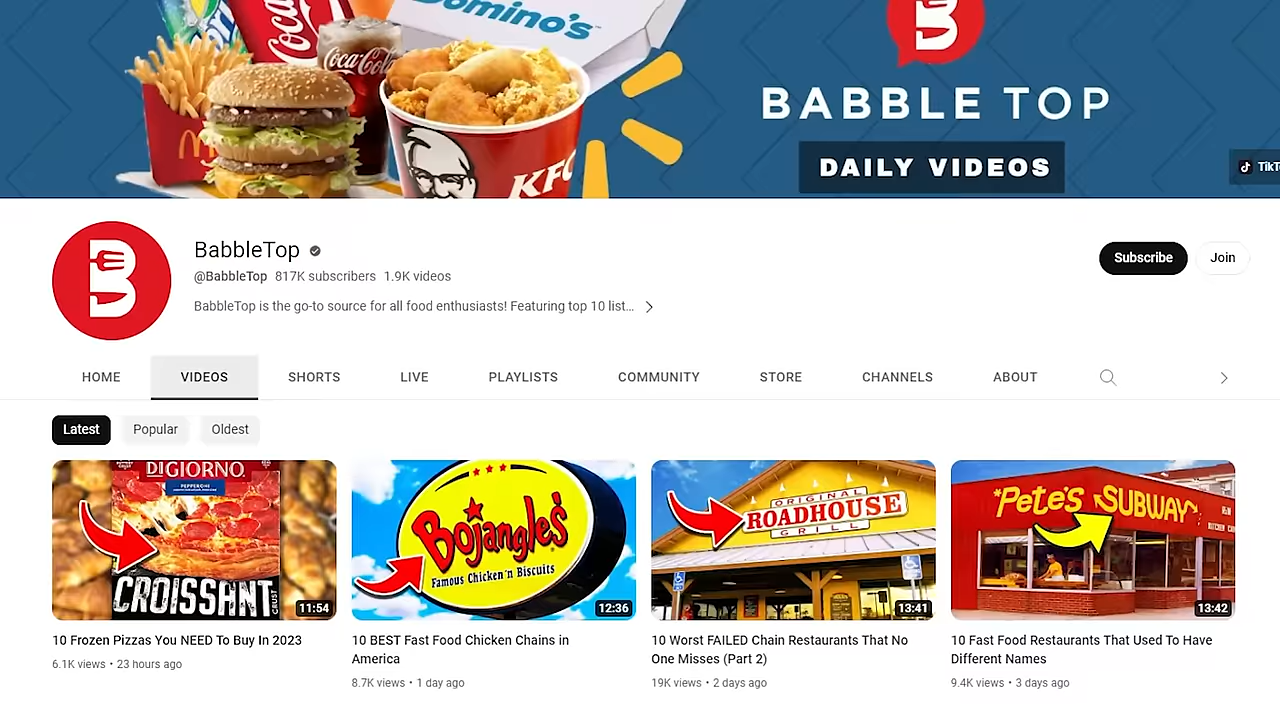 Domino's
Coca-Cola
KFC
B
BABBLE TOP
DAILY VIDEOS
TikT
B
BabbleTop
@BabbleTop 817K subscribers 1.9K videos
BabbleTop is the go-to source for all food enthusiasts! Featuring top 10 list…
Subscribe
Join
HOME
VIDEOS
SHORTS
LIVE
PLAYLISTS
COMMUNITY
STORE
CHANNELS
ABOUT
Latest
Popular
Oldest
DIGIORNO
PEPPERONI
CROISSANT
CRUST
11:54
Bojangles'
Famous Chicken 'n Biscuits
12:36
ORIGINAL
ROADHOUSE
GRILL
13:41
Pete's SUBWAY
13:42
10 Frozen Pizzas You NEED To Buy In 2023
6.1K views • 23 hours ago
10 BEST Fast Food Chicken Chains in
America
8.7K views • 1 day ago
10 Worst FAILED Chain Restaurants That No
One Misses (Part 2)
19K views • 2 days ago
10 Fast Food Restaurants That Used To Have
Different Names
9.4K views • 3 days ago